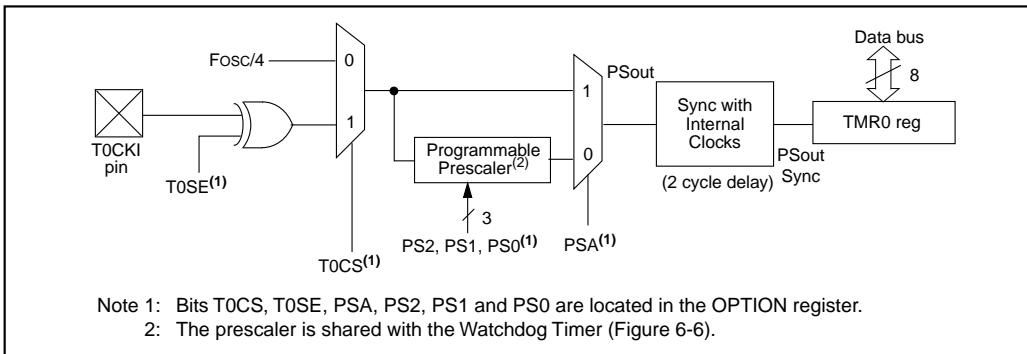 Data bus
8
FOSC/4
0
1
T0CKI
pin
T0SE(1)
T0CS(1)
Programmable
Prescaler(2)
3
PS2, PS1, PS0(1)
1
0
PSA(1)
PSout
Sync with
Internal
Clocks
(2 cycle delay)
PSout
Sync
TMR0 reg
Note 1: Bits T0CS, T0SE, PSA, PS2, PS1 and PS0 are located in the OPTION register.
2: The prescaler is shared with the Watchdog Timer (Figure 6-6).